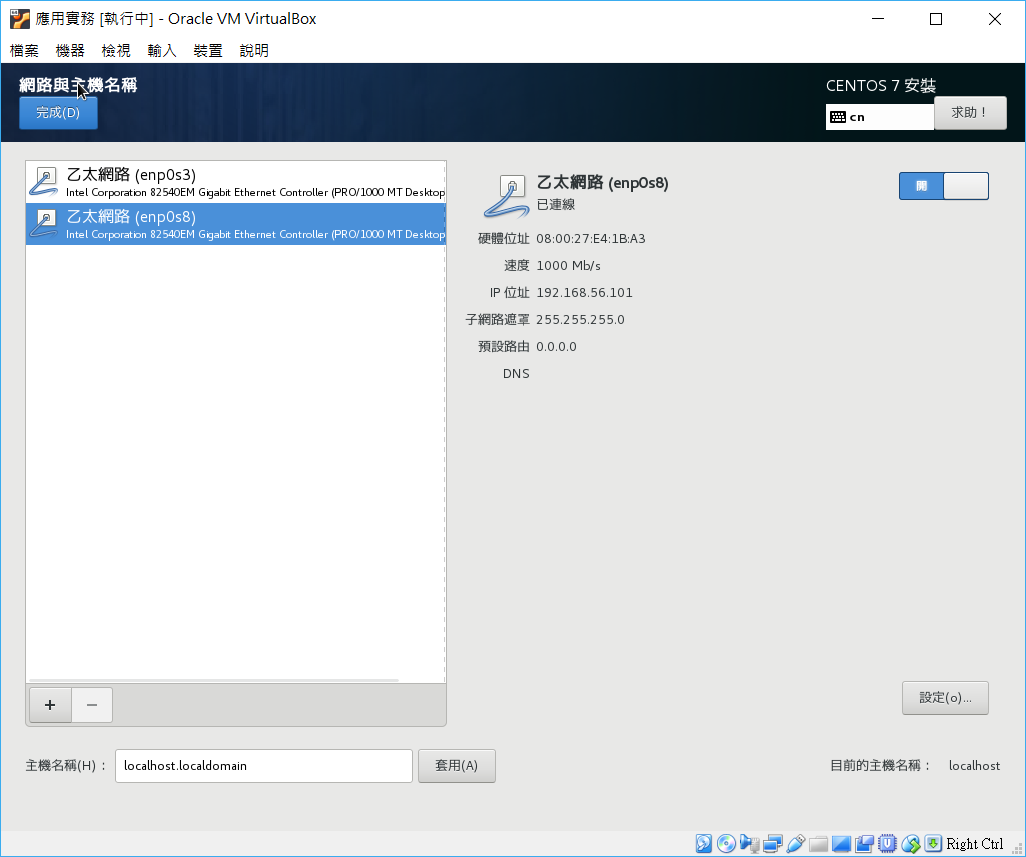 應用實務 [執行中] - Oracle VM VirtualBox
檔案 機器 檢視 輸入 裝置 說明
網路與主機名稱
完成(D)
CENTOS 7 安裝
cn
求助！
乙太網路 (enp0s3)
Intel Corporation 82540EM Gigabit Ethernet Controller (PRO/1000 MT Desktop
乙太網路 (enp0s8)
Intel Corporation 82540EM Gigabit Ethernet Controller (PRO/1000 MT Desktop
乙太網路 (enp0s8)
已連線
開
硬體位址 08:00:27:E4:1B:A3
速度 1000 Mb/s
IP 位址 192.168.56.101
子網路遮罩 255.255.255.0
預設路由 0.0.0.0
DNS
+ −
設定(o)...
主機名稱(H)： localhost.localdomain 套用(A)
目前的主機名稱： localhost
Right Ctrl